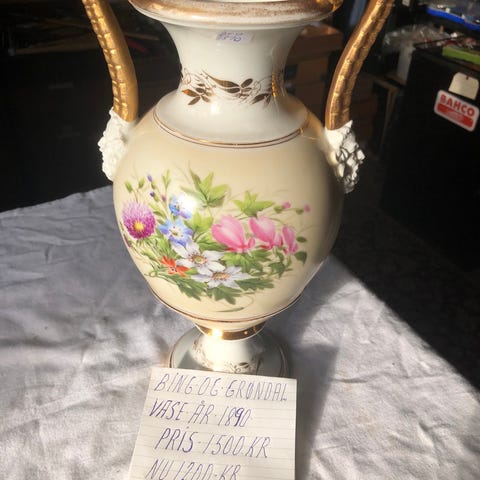 BAHCO
BING-OG-GRØNDAL
VASE-ÅR-1890-
PRIS-1500-KR
NU 1200-KR